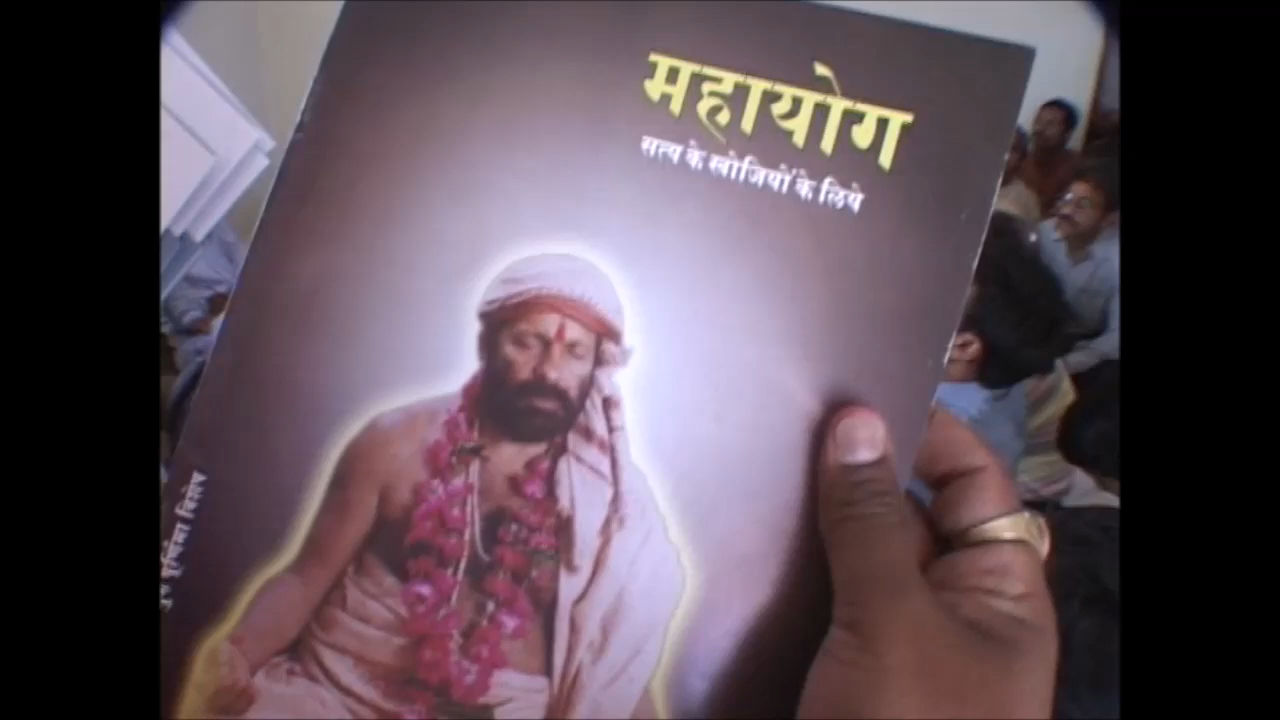 महायोग
सत्य के खोजियों के लिये